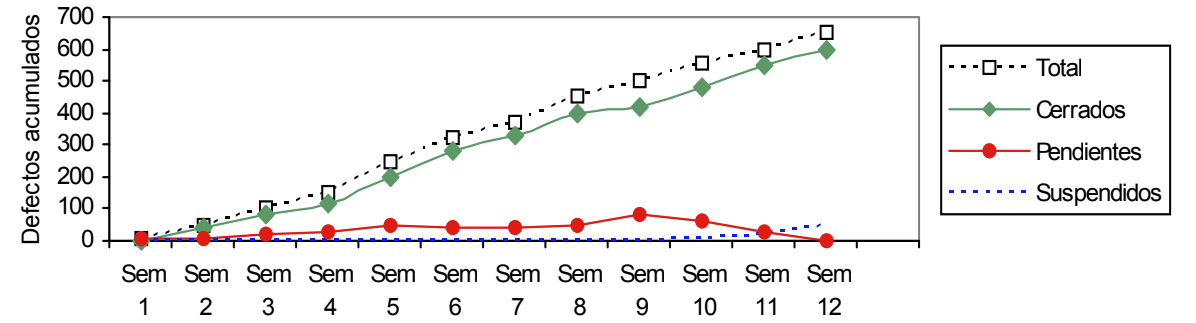 Defectos acumulados
700
600
500
400
300
200
100
0
Sem 1
Sem 2
Sem 3
Sem 4
Sem 5
Sem 6
Sem 7
Sem 8
Sem 9
Sem 10
Sem 11
Sem 12
Total
Cerrados
Pendientes
Suspendidos